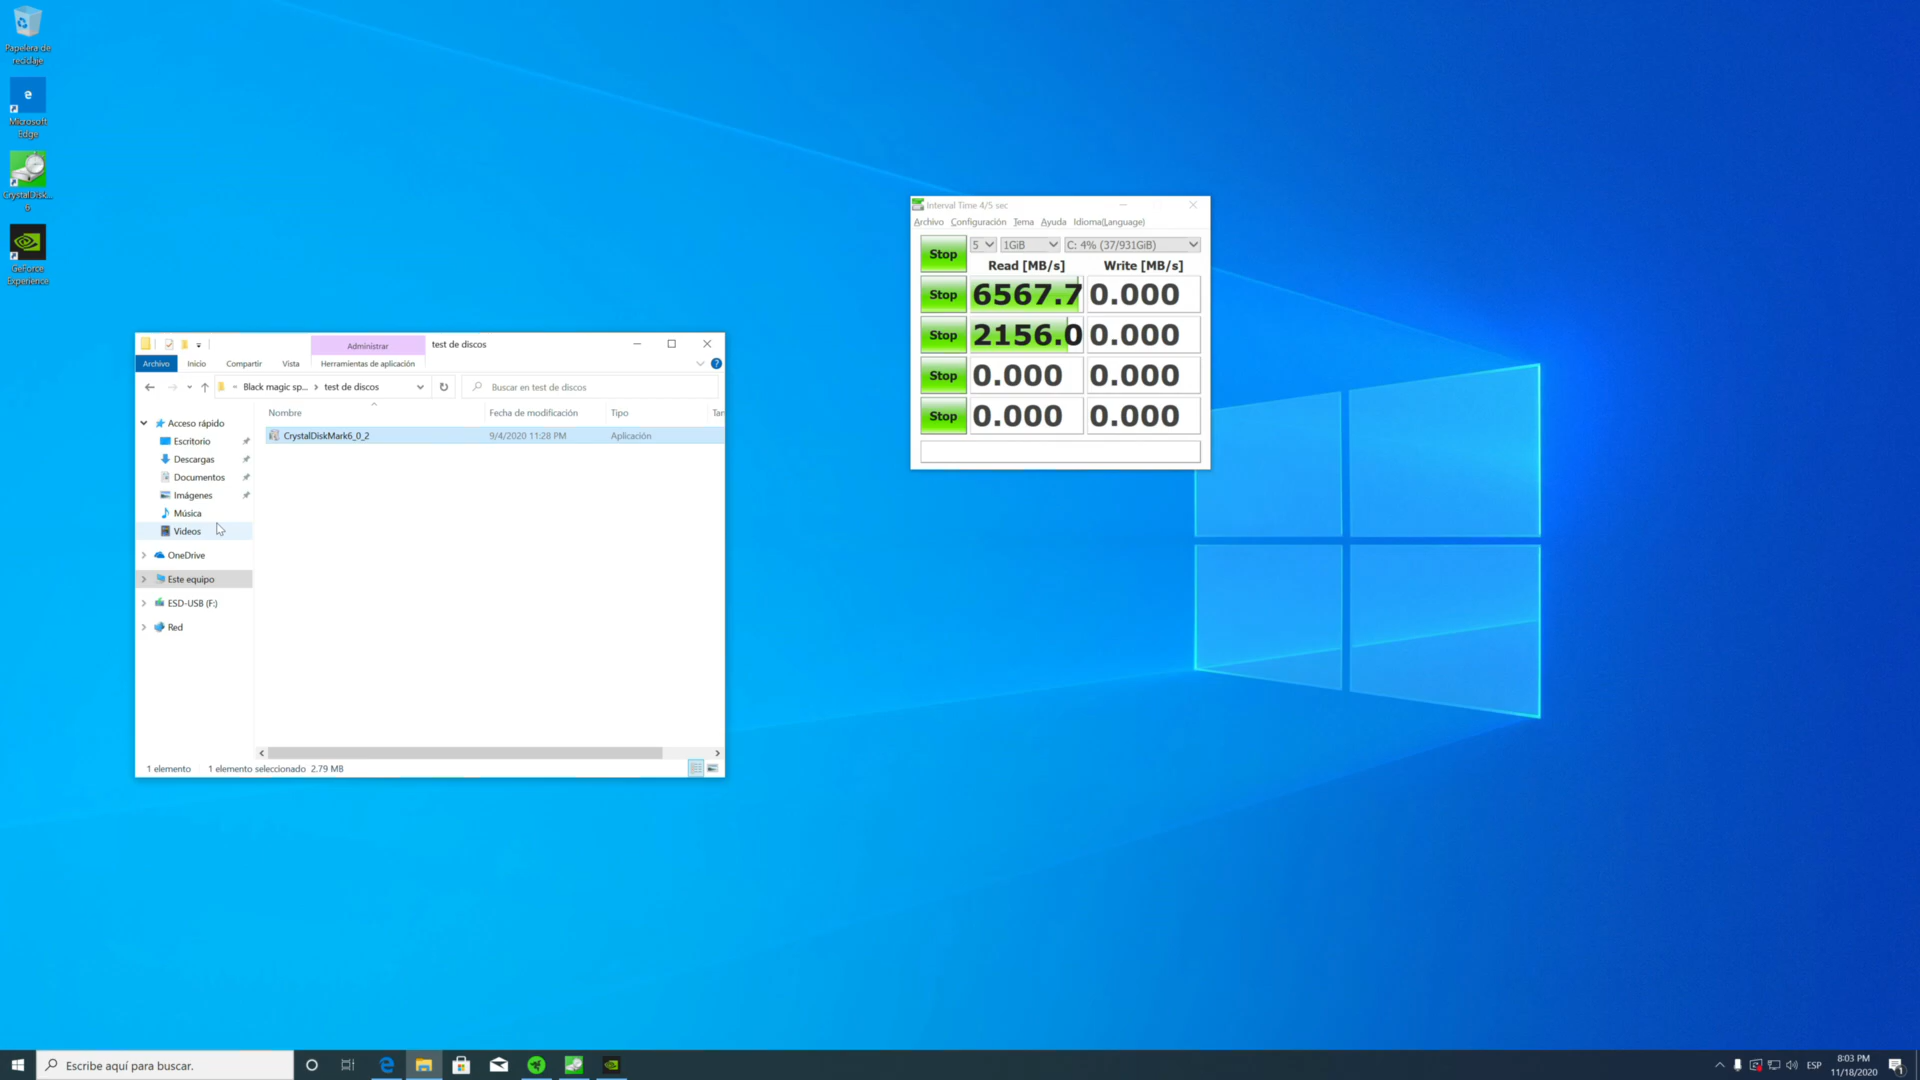 Papelera de
reciclaje
Microsoft
Edge
CrystalDisk...
6
GeForce
Experience
Administrar
test de discos
Archivo
Inicio
Compartir
Vista
Herramientas de aplicación
Black magic sp... > test de discos
Buscar en test de discos
Nombre
Fecha de modificación
Tipo
Tar
CrystalDiskMark6_0_2
9/4/2020 11:28 PM
Aplicación
Acceso rápido
Escritorio
Descargas
Documentos
Imágenes
Música
Videos
OneDrive
Este equipo
ESD-USB (F:)
Red
1 elemento
1 elemento seleccionado 2.79 MB
Interval Time 4/5 sec
Archivo Configuración Tema Ayuda Idioma(Language)
Stop
5
1GiB
C: 4% (37/931GiB)
Read [MB/s]
Write [MB/s]
Stop 6567.7 0.000
Stop 2156.0 0.000
Stop 0.000 0.000
Stop 0.000 0.000
Escribe aquí para buscar.
ESP
8:03 PM
11/18/2020
1